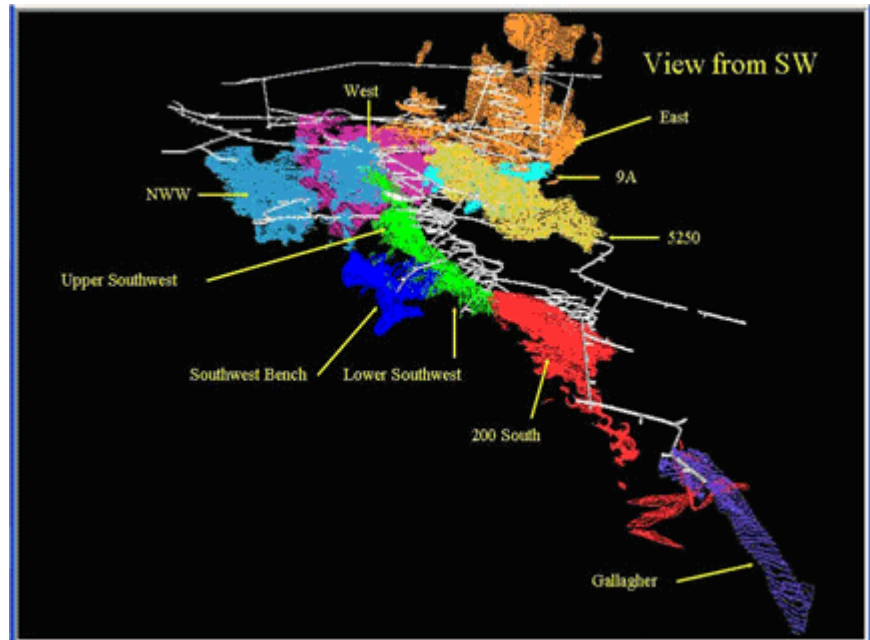 View from SW
West
East
9A
NWW
5250
Upper Southwest
Southwest Bench
Lower Southwest
200 South
Gallagher